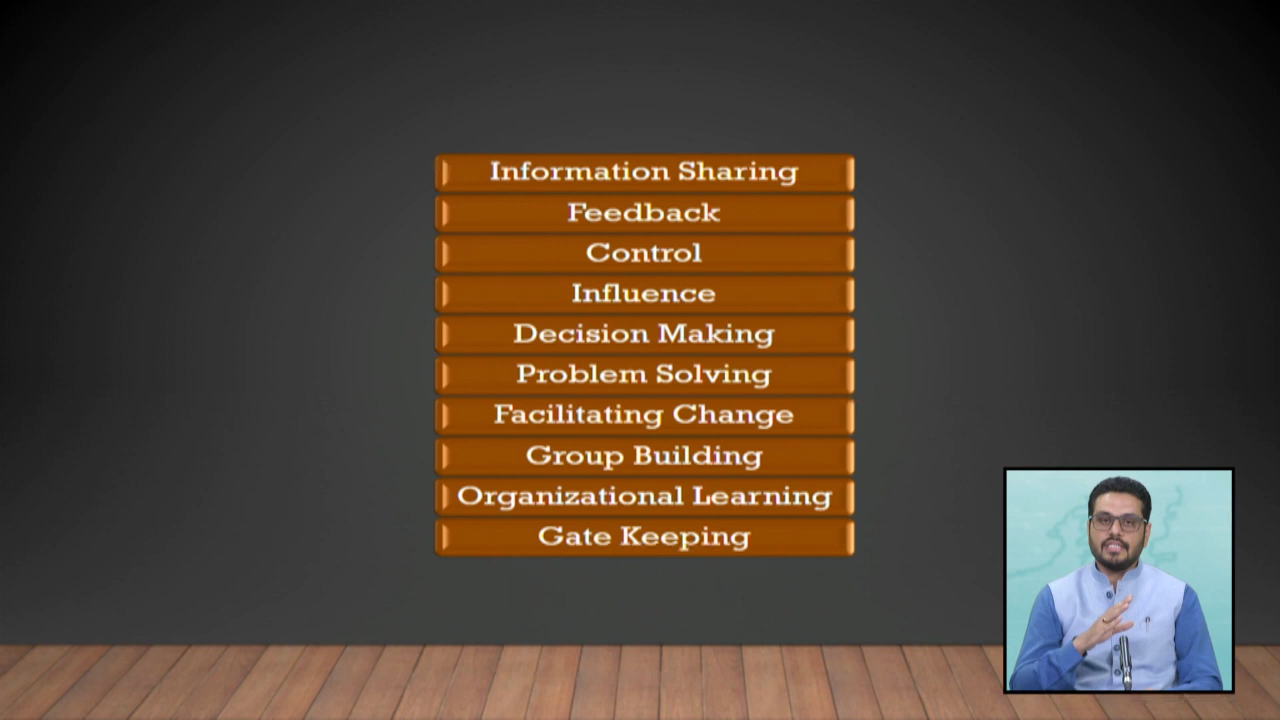 Information Sharing
Feedback
Control
Influence
Decision Making
Problem Solving
Facilitating Change
Group Building
Organizational Learning
Gate Keeping